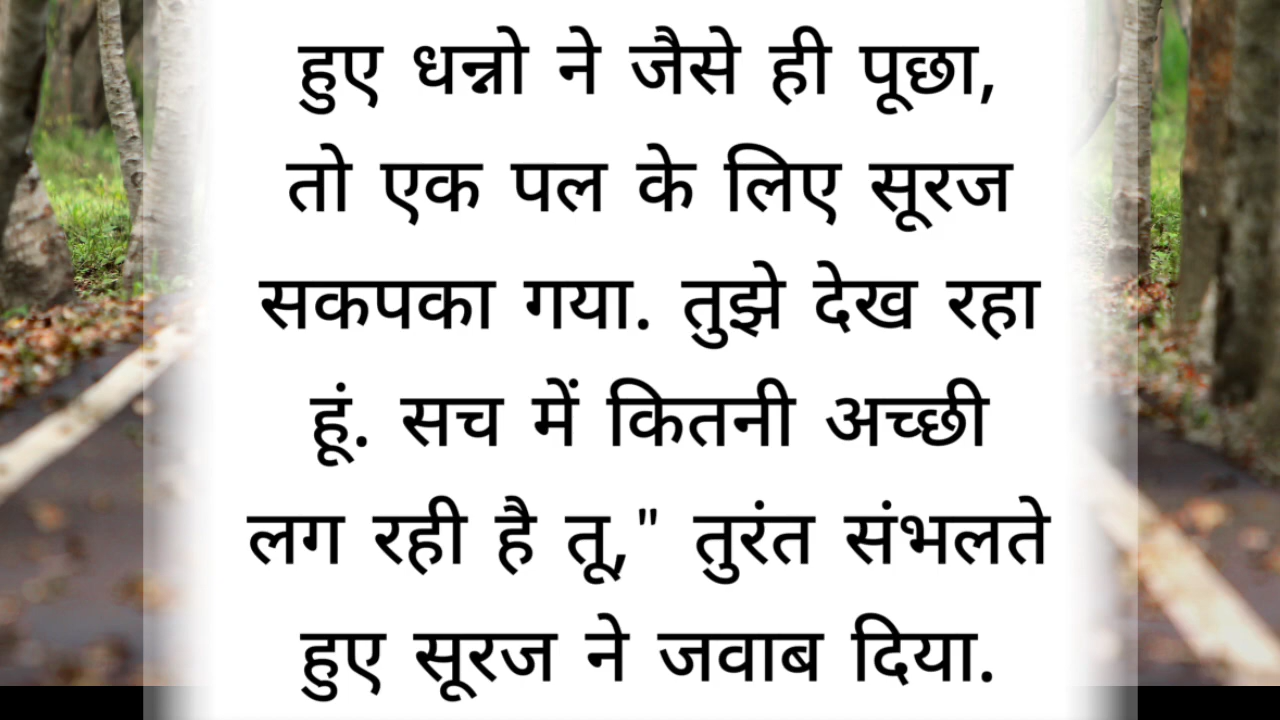 हुए धन्नो ने जैसे ही पूछा,
तो एक पल के लिए सूरज
सकपका गया. तुझे देख रहा
हूं. सच में कितनी अच्छी
लग रही है तू," तुरंत संभलते
हुए सूरज ने जवाब दिया.